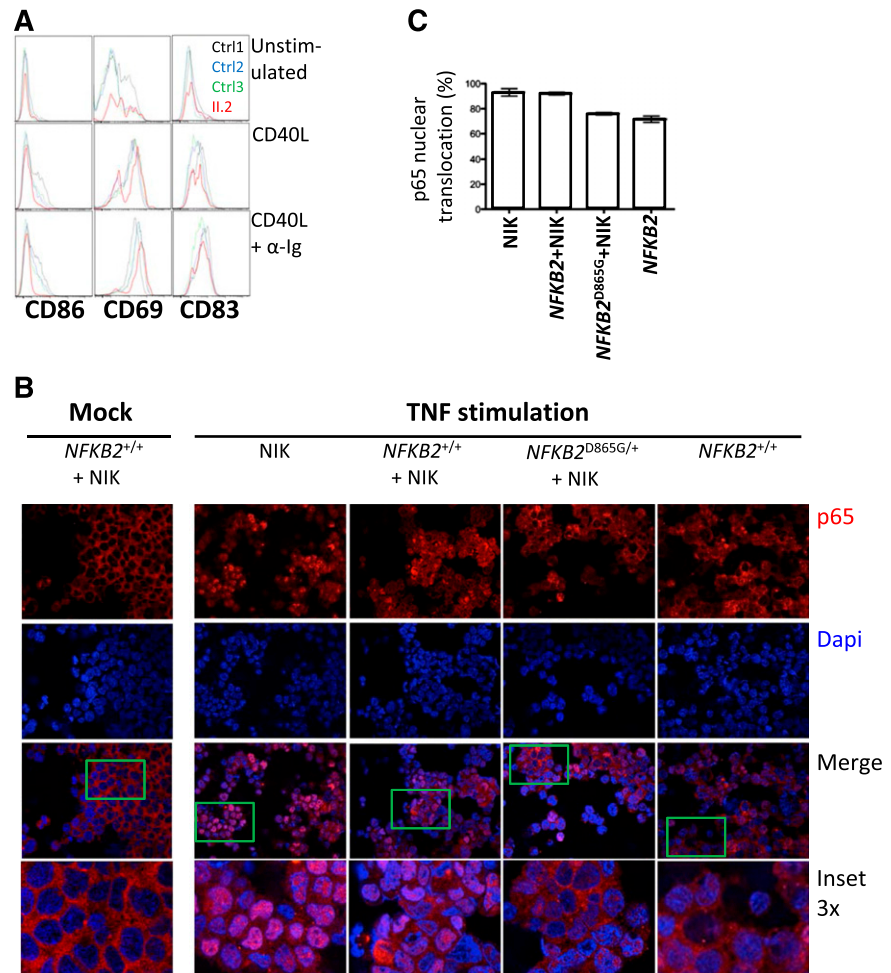 A
Ctrl1
Ctrl2
Ctrl3
II.2
Unstim-
ulated
CD40L
CD40L
+ α-Ig
CD86 CD69 CD83
C
p65 nuclear
translocation (%)
100
80
60
40
20
0
NIK
NFKB2+NIK
NFKB2D865G+NIK
NFKB2
B
Mock TNF stimulation
NFKB2+/+
+ NIK
NIK
NFKB2+/+
+ NIK
NFKB2D865G/+
+ NIK
NFKB2+/+
p65
Dapi
Merge
Inset
3x